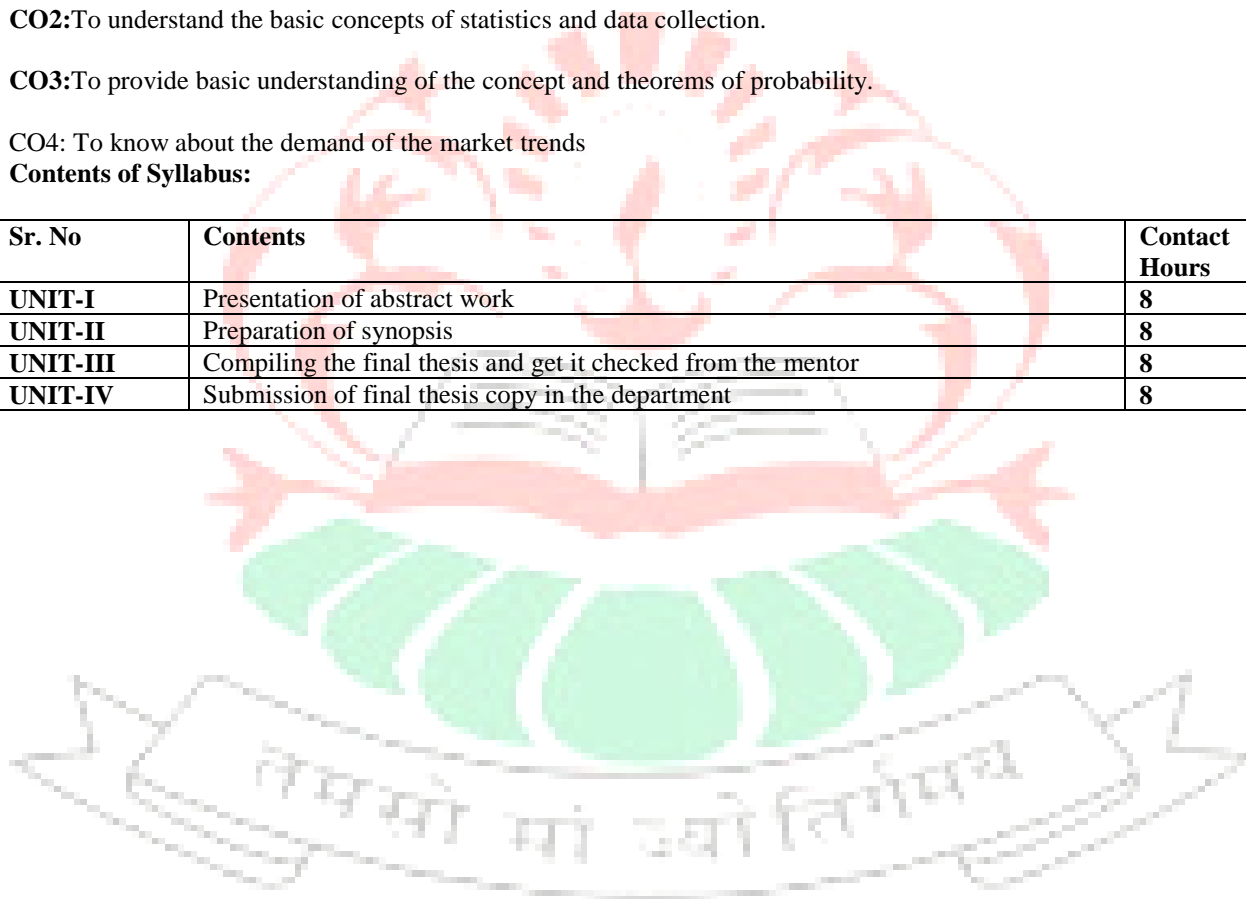 CO2:To understand the basic concepts of statistics and data collection.
CO3:To provide basic understanding of the concept and theorems of probability.
CO4: To know about the demand of the market trends
Contents of Syllabus:
Sr. No Contents Contact
Hours
UNIT-I Presentation of abstract work 8
UNIT-II Preparation of synopsis 8
UNIT-III Compiling the final thesis and get it checked from the mentor 8
UNIT-IV Submission of final thesis copy in the department 8